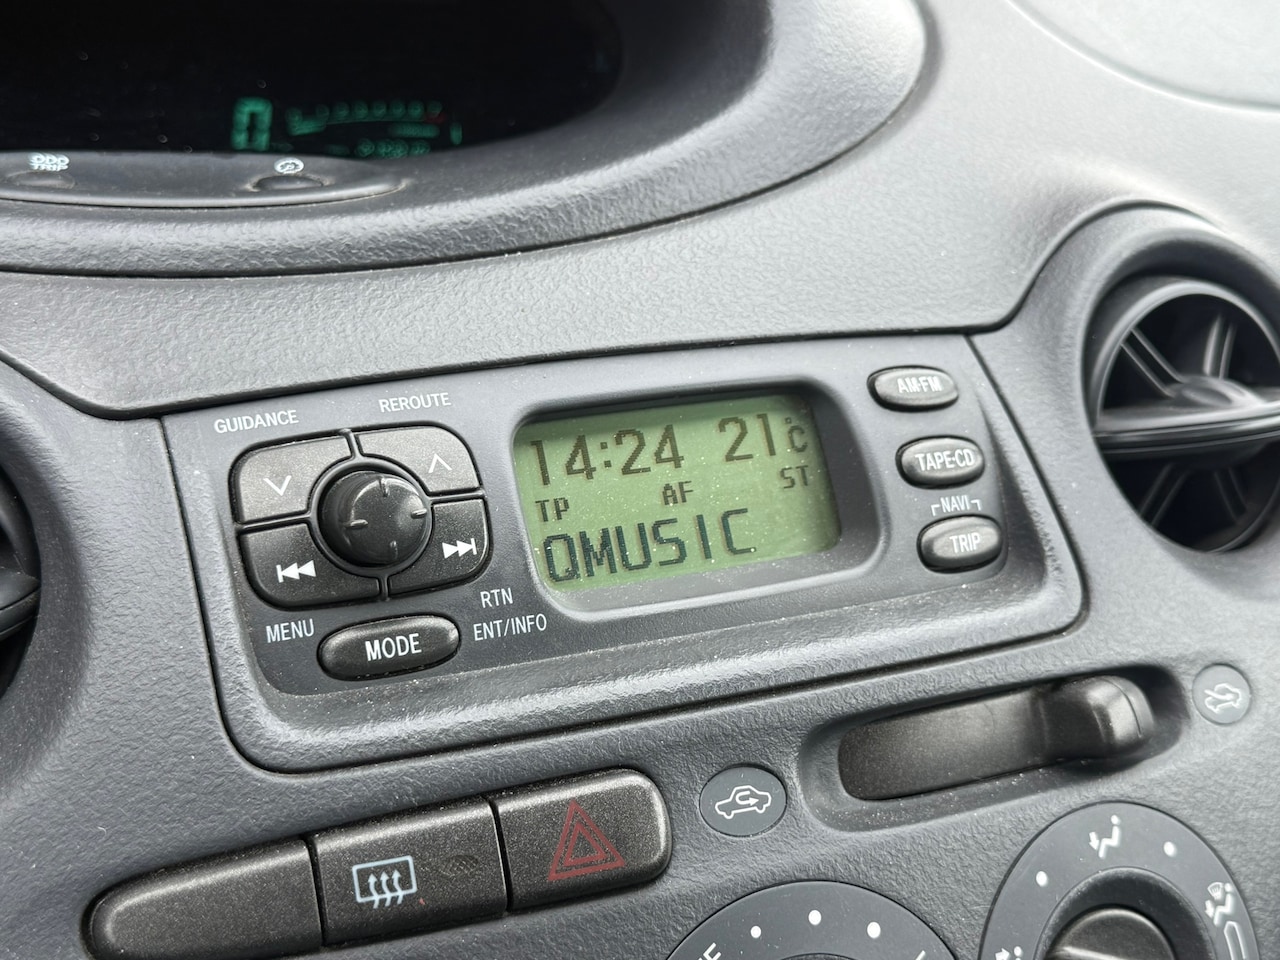 ODO
TRIP
GUIDANCE
REROUTE
14:24 21°C
TP AF ST
QMUSIC
AM·FM
TAPE·CD
NAVI
TRIP
RTN
MENU
MODE
ENT/INFO